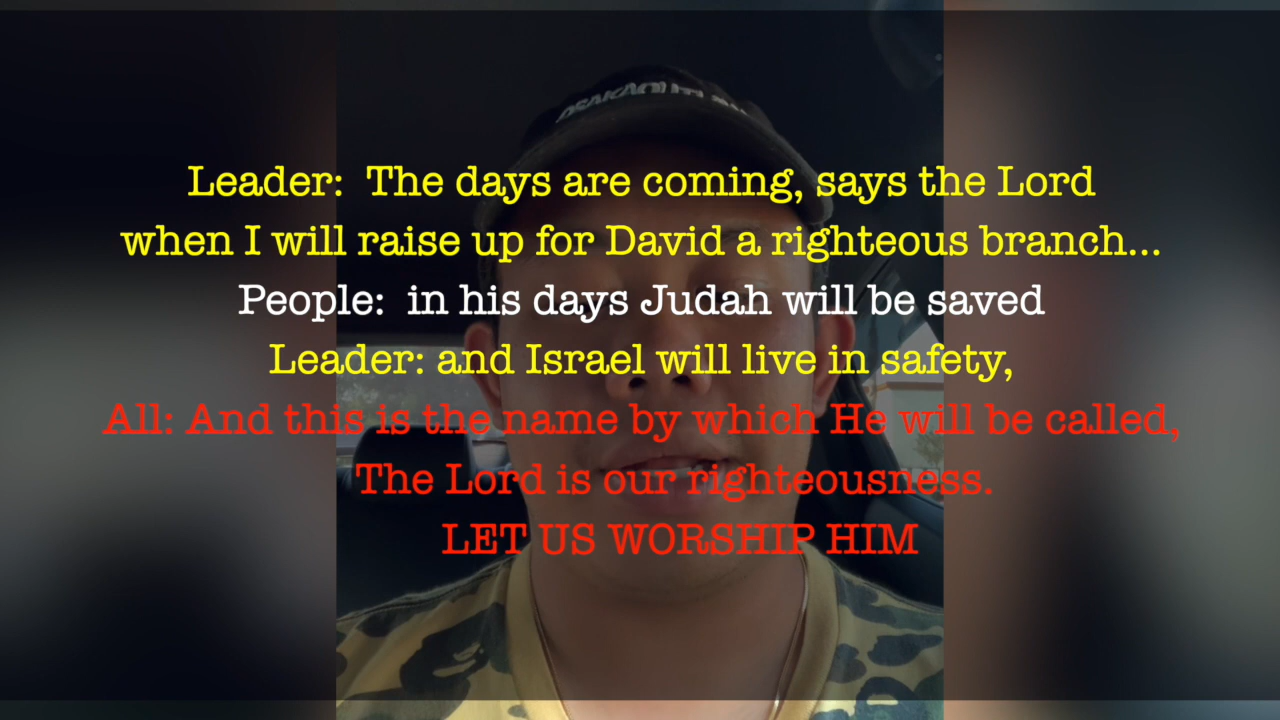 Leader:  The days are coming, says the Lord
when I will raise up for David a righteous branch...
People:  in his days Judah will be saved
Leader: and Israel will live in safety,
All: And this is the name by which He will be called,
The Lord is our righteousness.
LET US WORSHIP HIM